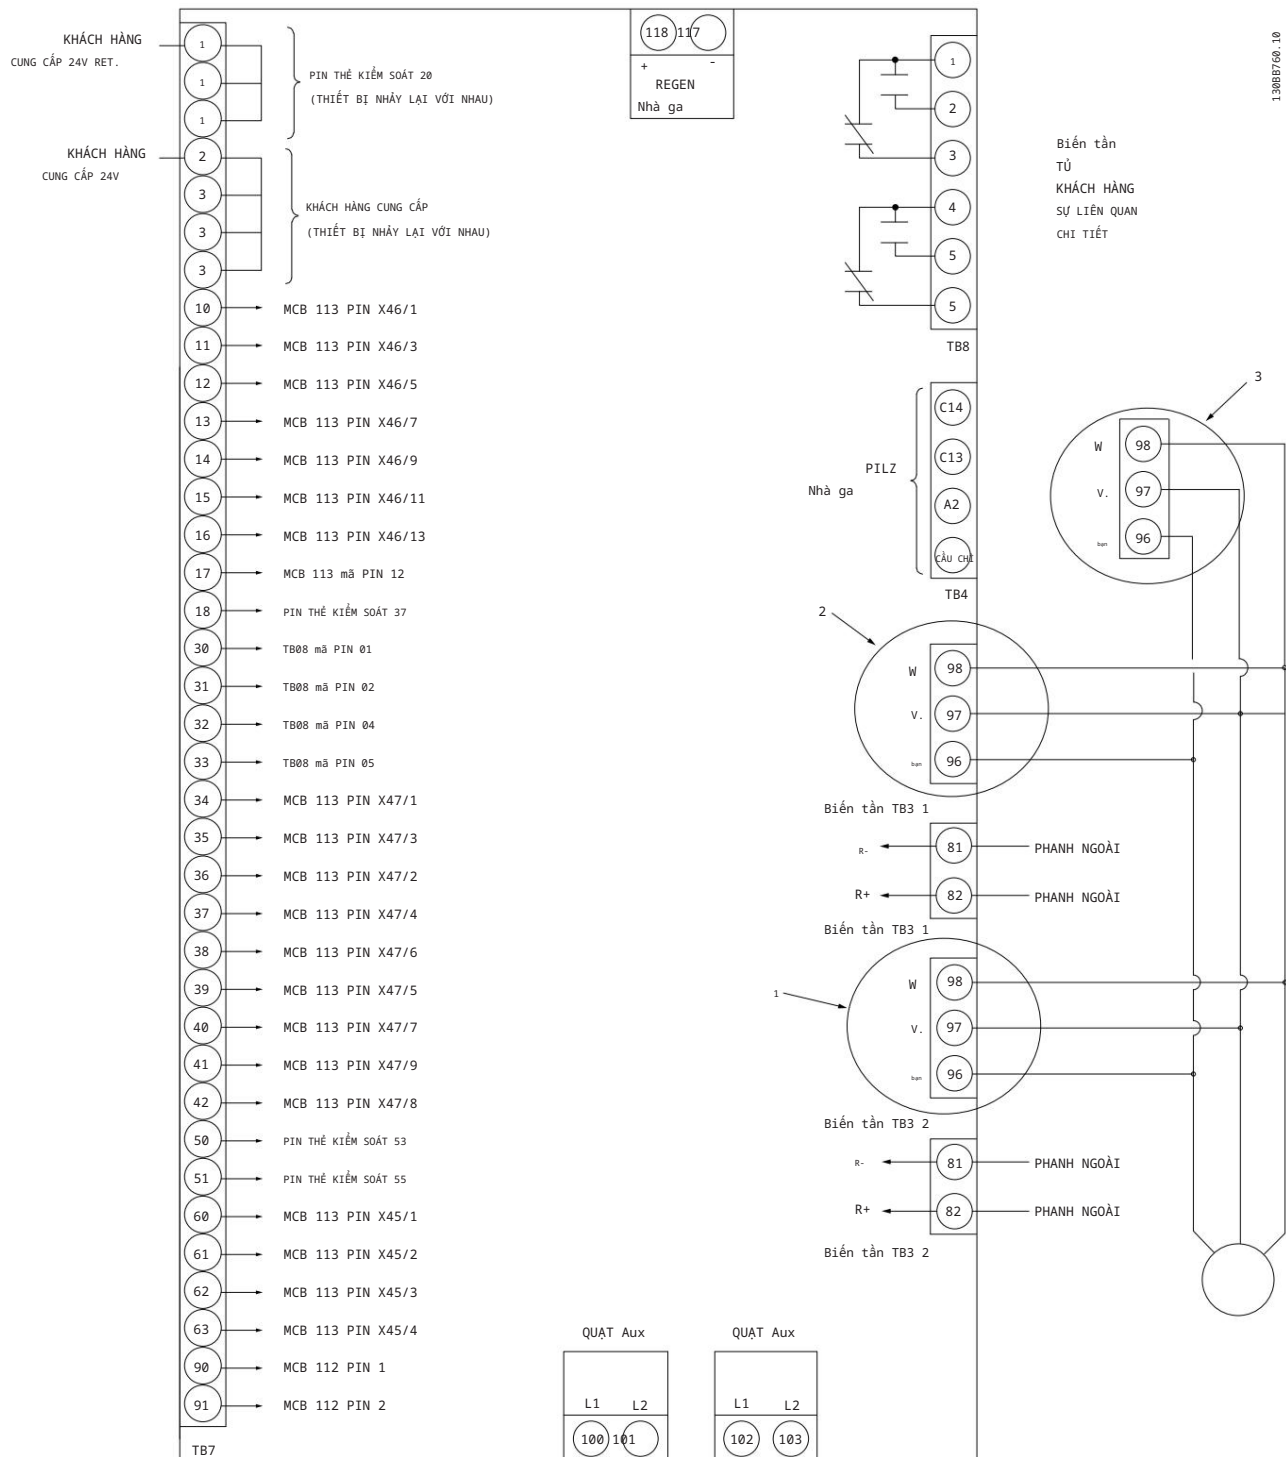 KHÁCH HÀNG
CUNG CẤP 24V RET.
1
1
1
PIN THẺ KIỂM SOÁT 20
(THIẾT BỊ NHẢY LẠI VỚI NHAU)
KHÁCH HÀNG
CUNG CẤP 24V
2
3
3
3
KHÁCH HÀNG CUNG CẤP
(THIẾT BỊ NHẢY LẠI VỚI NHAU)
10 MCB 113 PIN X46/1
11 MCB 113 PIN X46/3
12 MCB 113 PIN X46/5
13 MCB 113 PIN X46/7
14 MCB 113 PIN X46/9
15 MCB 113 PIN X46/11
16 MCB 113 PIN X46/13
17 MCB 113 mã PIN 12
18 PIN THẺ KIỂM SOÁT 37
30 TB08 mã PIN 01
31 TB08 mã PIN 02
32 TB08 mã PIN 04
33 TB08 mã PIN 05
34 MCB 113 PIN X47/1
35 MCB 113 PIN X47/3
36 MCB 113 PIN X47/2
37 MCB 113 PIN X47/4
38 MCB 113 PIN X47/6
39 MCB 113 PIN X47/5
40 MCB 113 PIN X47/7
41 MCB 113 PIN X47/9
42 MCB 113 PIN X47/8
50 PIN THẺ KIỂM SOÁT 53
51 PIN THẺ KIỂM SOÁT 55
60 MCB 113 PIN X45/1
61 MCB 113 PIN X45/2
62 MCB 113 PIN X45/3
63 MCB 113 PIN X45/4
90 MCB 112 PIN 1
91 MCB 112 PIN 2
TB7
118 117
+ -
REGEN
Nhà ga
1
2
3
4
5
5
TB8
130BB760.10
Biến tần
TỦ
KHÁCH HÀNG
SỰ LIÊN QUAN
CHI TIẾT
PILZ
Nhà ga
C14
C13
A2
CẦU CHÌ
TB4
3
W 98
V. 97
bạn 96
2
W 98
V. 97
bạn 96
Biến tần TB3 1
R- 81 PHANH NGOÀI
R+ 82 PHANH NGOÀI
Biến tần TB3 1
1
W 98
V. 97
bạn 96
Biến tần TB3 2
R- 81 PHANH NGOÀI
R+ 82 PHANH NGOÀI
Biến tần TB3 2
QUẠT Aux
L1 L2
100 101
QUẠT Aux
L1 L2
102 103